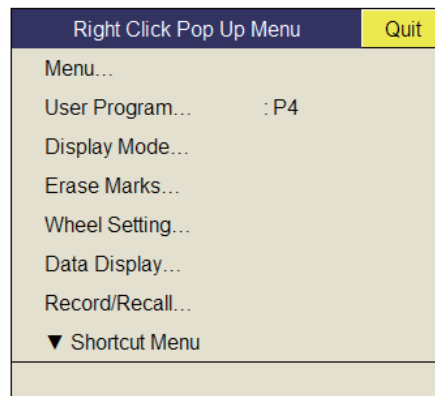 Right Click Pop Up Menu Quit
Menu...
User Program... : P4
Display Mode...
Erase Marks...
Wheel Setting...
Data Display...
Record/Recall...
▼ Shortcut Menu